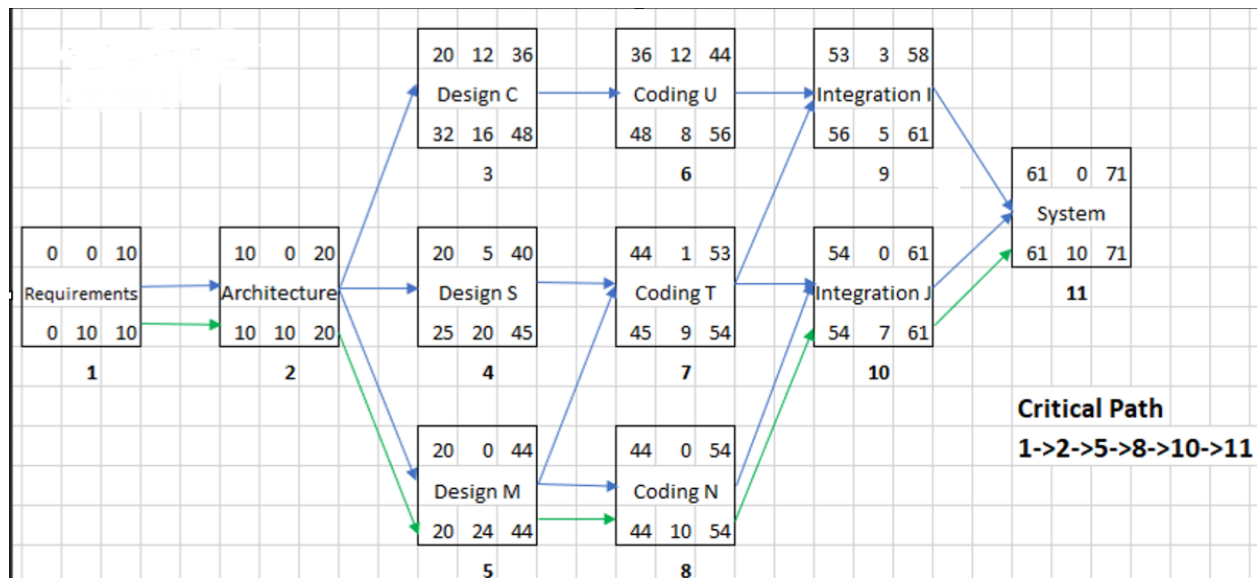 20 12 36
Design C
32 16 48
3
36 12 44
Coding U
48 8 56
6
53 3 58
Integration I
56 5 61
9
0 0 10
Requirements
0 10 10
1
10 0 20
Architecture
10 10 20
2
20 5 40
Design S
25 20 45
4
44 1 53
Coding T
45 9 54
7
54 0 61
Integration J
54 7 61
10
61 0 71
System
61 10 71
11
20 0 44
Design M
20 24 44
5
44 0 54
Coding N
44 10 54
8
Critical Path
1->2->5->8->10->11